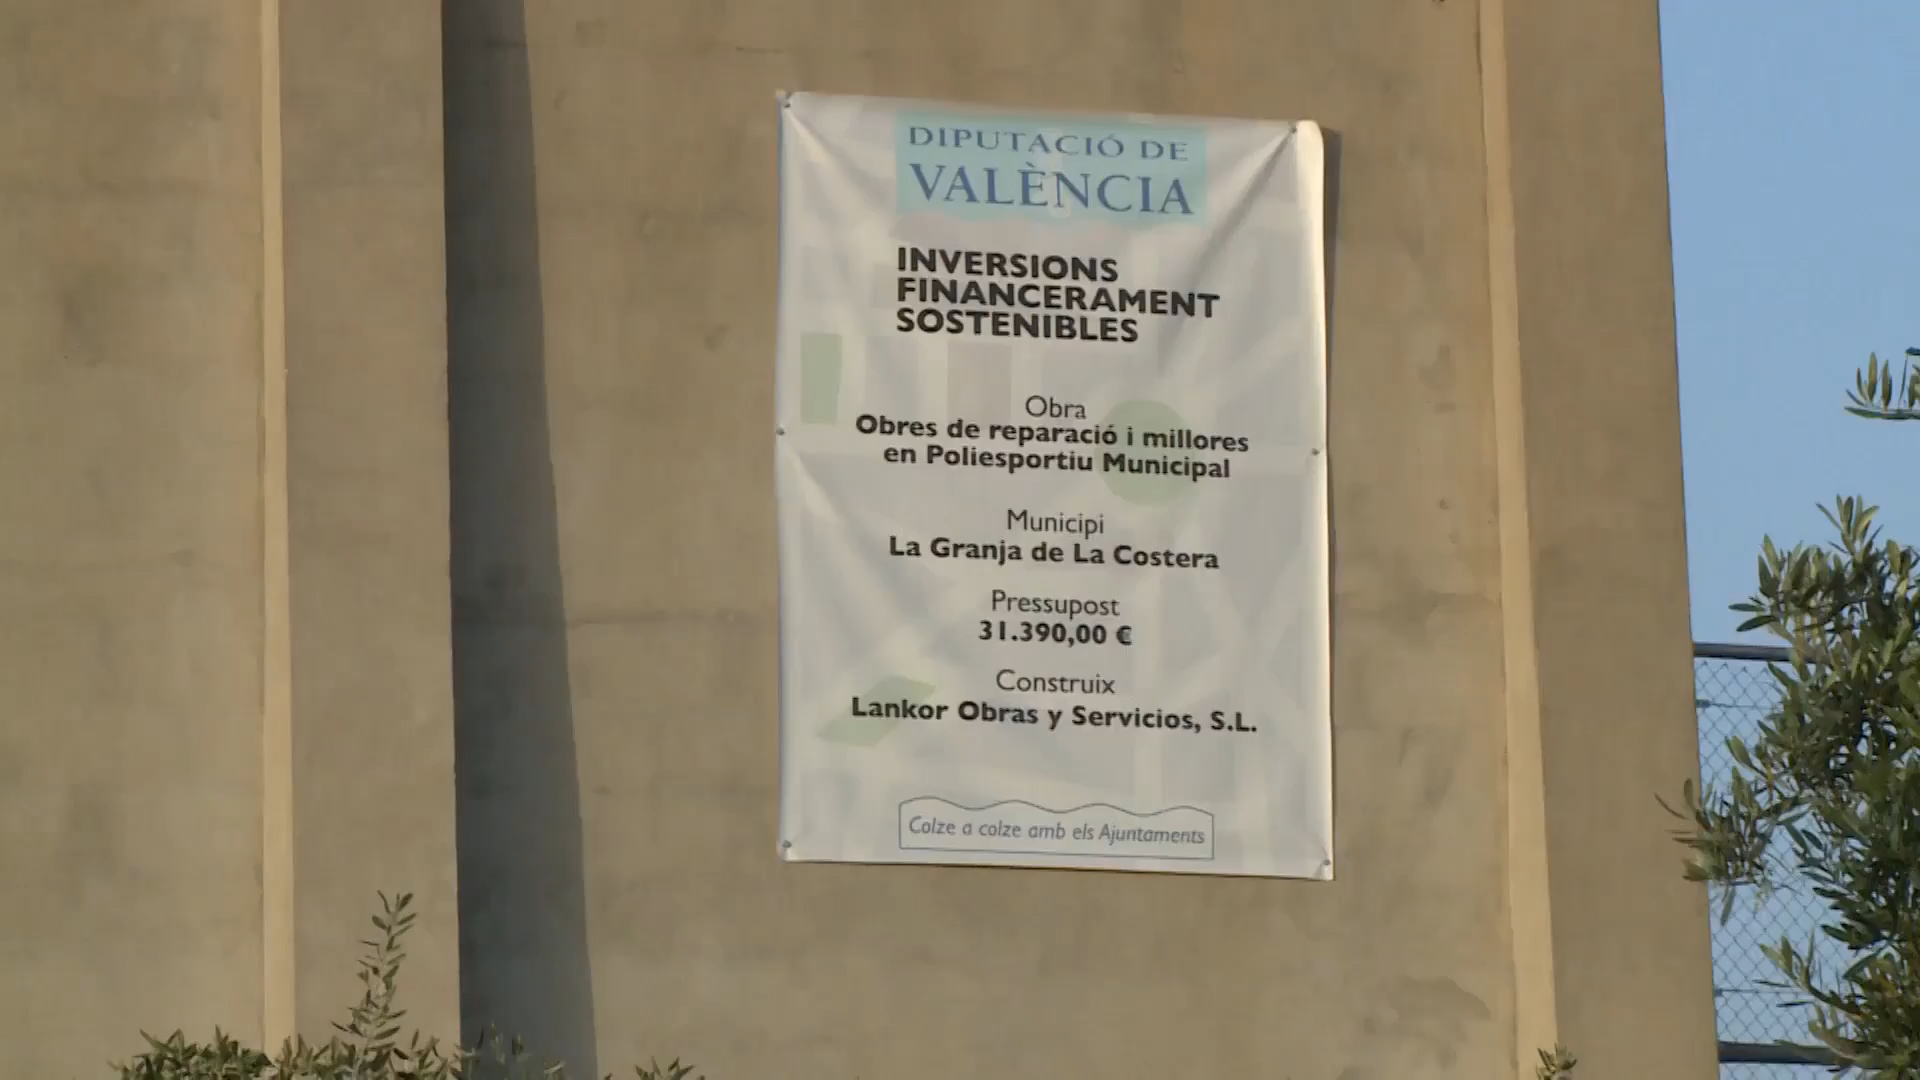 DIPUTACIÓ DE
VALÈNCIA
INVERSIONS
FINANCERAMENT
SOSTENIBLES
Obra
Obres de reparació i millores
en Poliesportiu Municipal
Municipi
La Granja de La Costera
Pressupost
31.390,00 €
Construix
Lankor Obras y Servicios, S.L.
Colze a colze amb els Ajuntaments